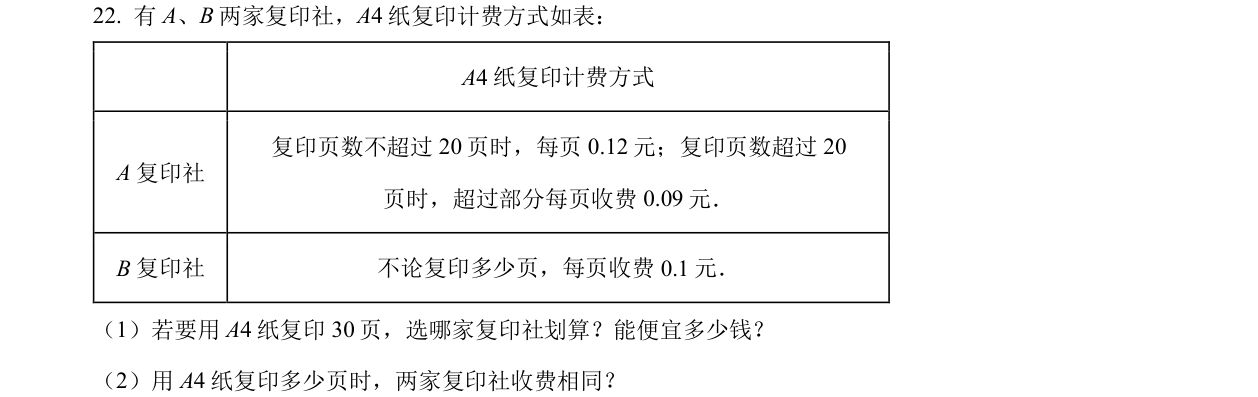 22. 有 A、B 两家复印社，A4 纸复印计费方式如表：
A4 纸复印计费方式
A 复印社
复印页数不超过 20 页时，每页 0.12 元；复印页数超过 20
页时，超过部分每页收费 0.09 元．
B 复印社
不论复印多少页，每页收费 0.1 元．
（1）若要用 A4 纸复印 30 页，选哪家复印社划算？能便宜多少钱？
（2）用 A4 纸复印多少页时，两家复印社收费相同？